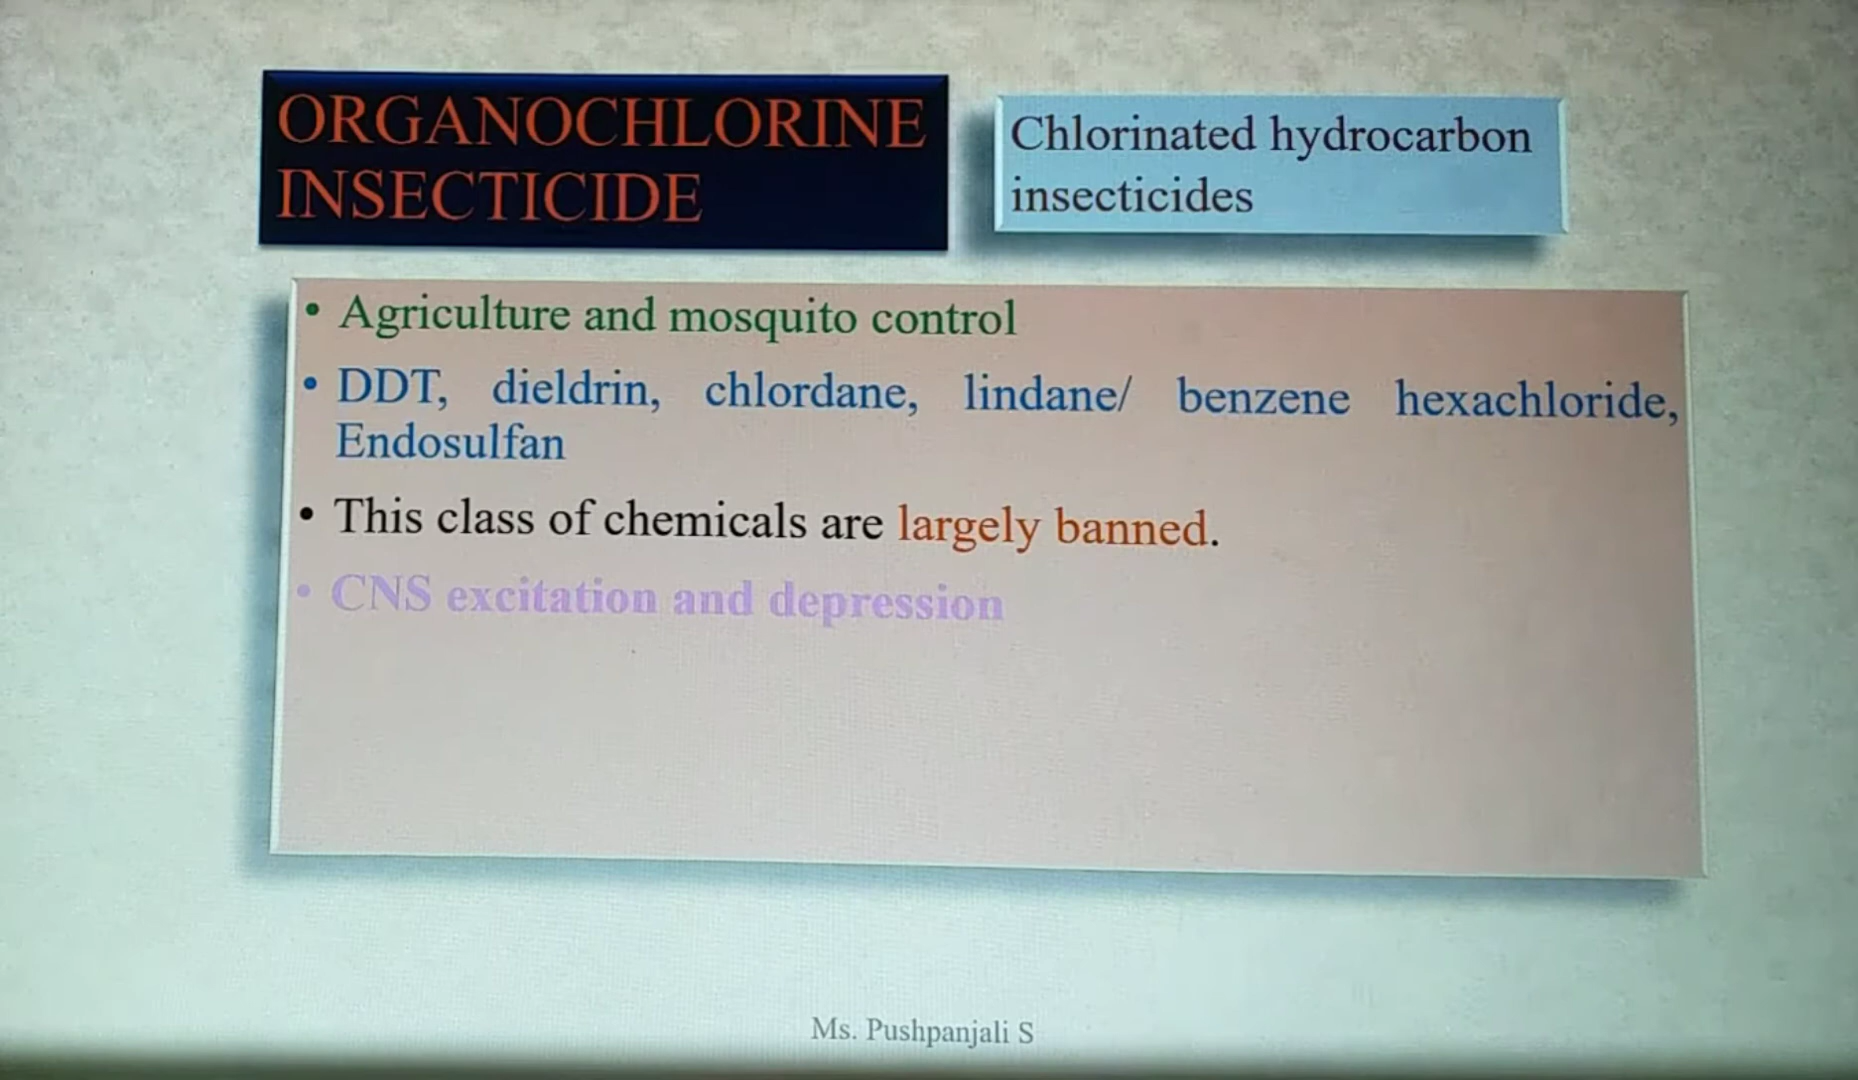 ORGANOCHLORINE
INSECTICIDE
Chlorinated hydrocarbon
insecticides
• Agriculture and mosquito control
• DDT, dieldrin, chlordane, lindane/ benzene hexachloride,
Endosulfan
• This class of chemicals are largely banned.
• CNS excitation and depression
Ms. Pushpanjali S